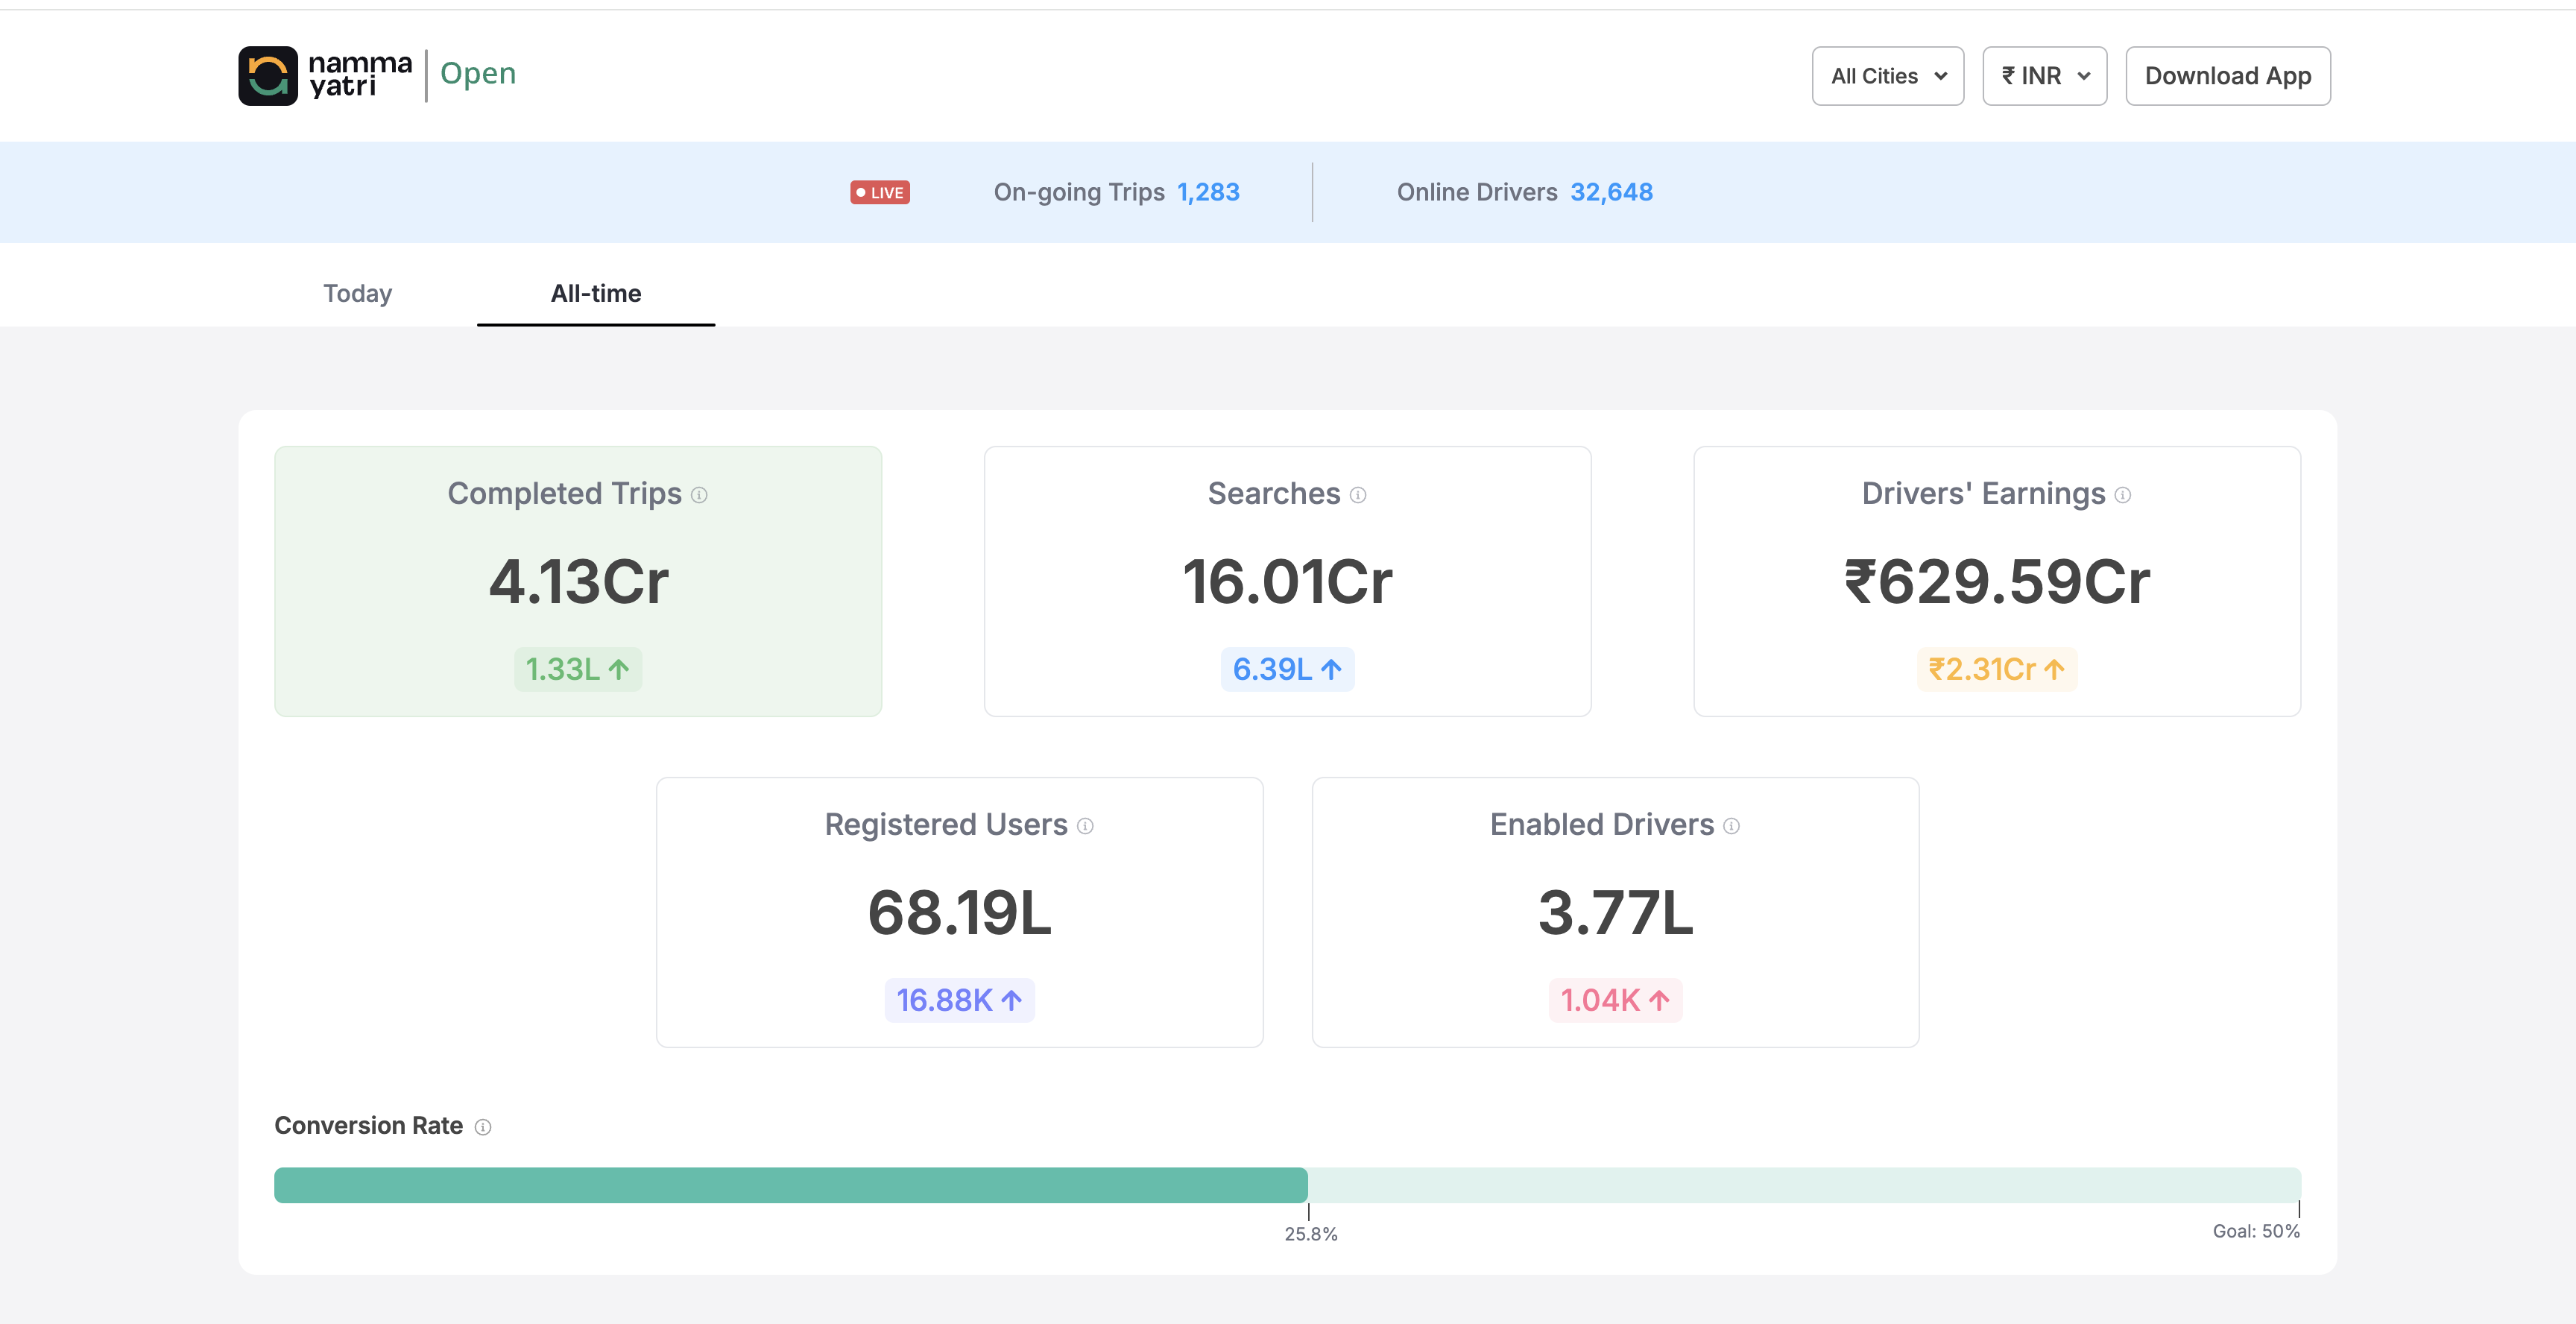 namma
yatri
Open
All Cities
₹ INR
Download App
LIVE
On-going Trips 1,283
Online Drivers 32,648
Today
All-time
Completed Trips
4.13Cr
1.33L↑
Searches
16.01Cr
6.39L↑
Drivers' Earnings
₹629.59Cr
₹2.31Cr↑
Registered Users
68.19L
16.88K↑
Enabled Drivers
3.77L
1.04K↑
Conversion Rate
25.8%
Goal: 50%